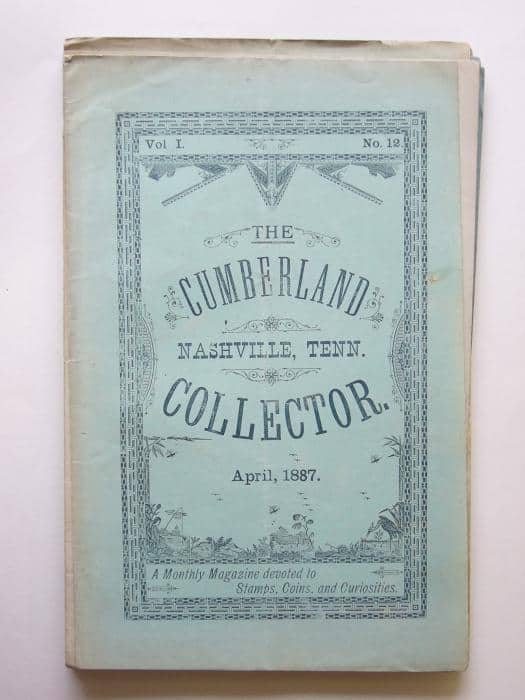 Vol I. No. 12.
THE
CUMBERLAND
NASHVILLE, TENN.
COLLECTOR.
April, 1887.
A Monthly Magazine devoted to
Stamps, Coins, and Curiosities.